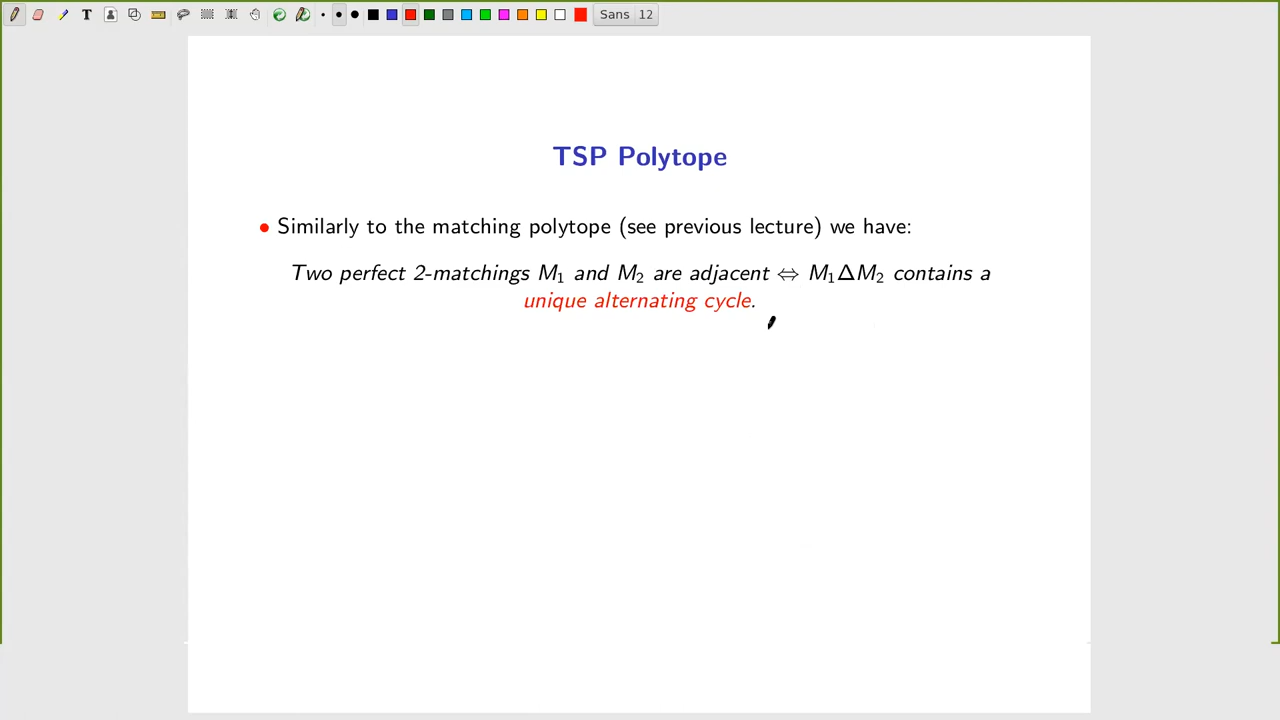 T Sans 12
TSP Polytope
• Similarly to the matching polytope (see previous lecture) we have:
Two perfect 2-matchings M₁ and M₂ are adjacent ⇔ M₁ΔM₂ contains a
unique alternating cycle.